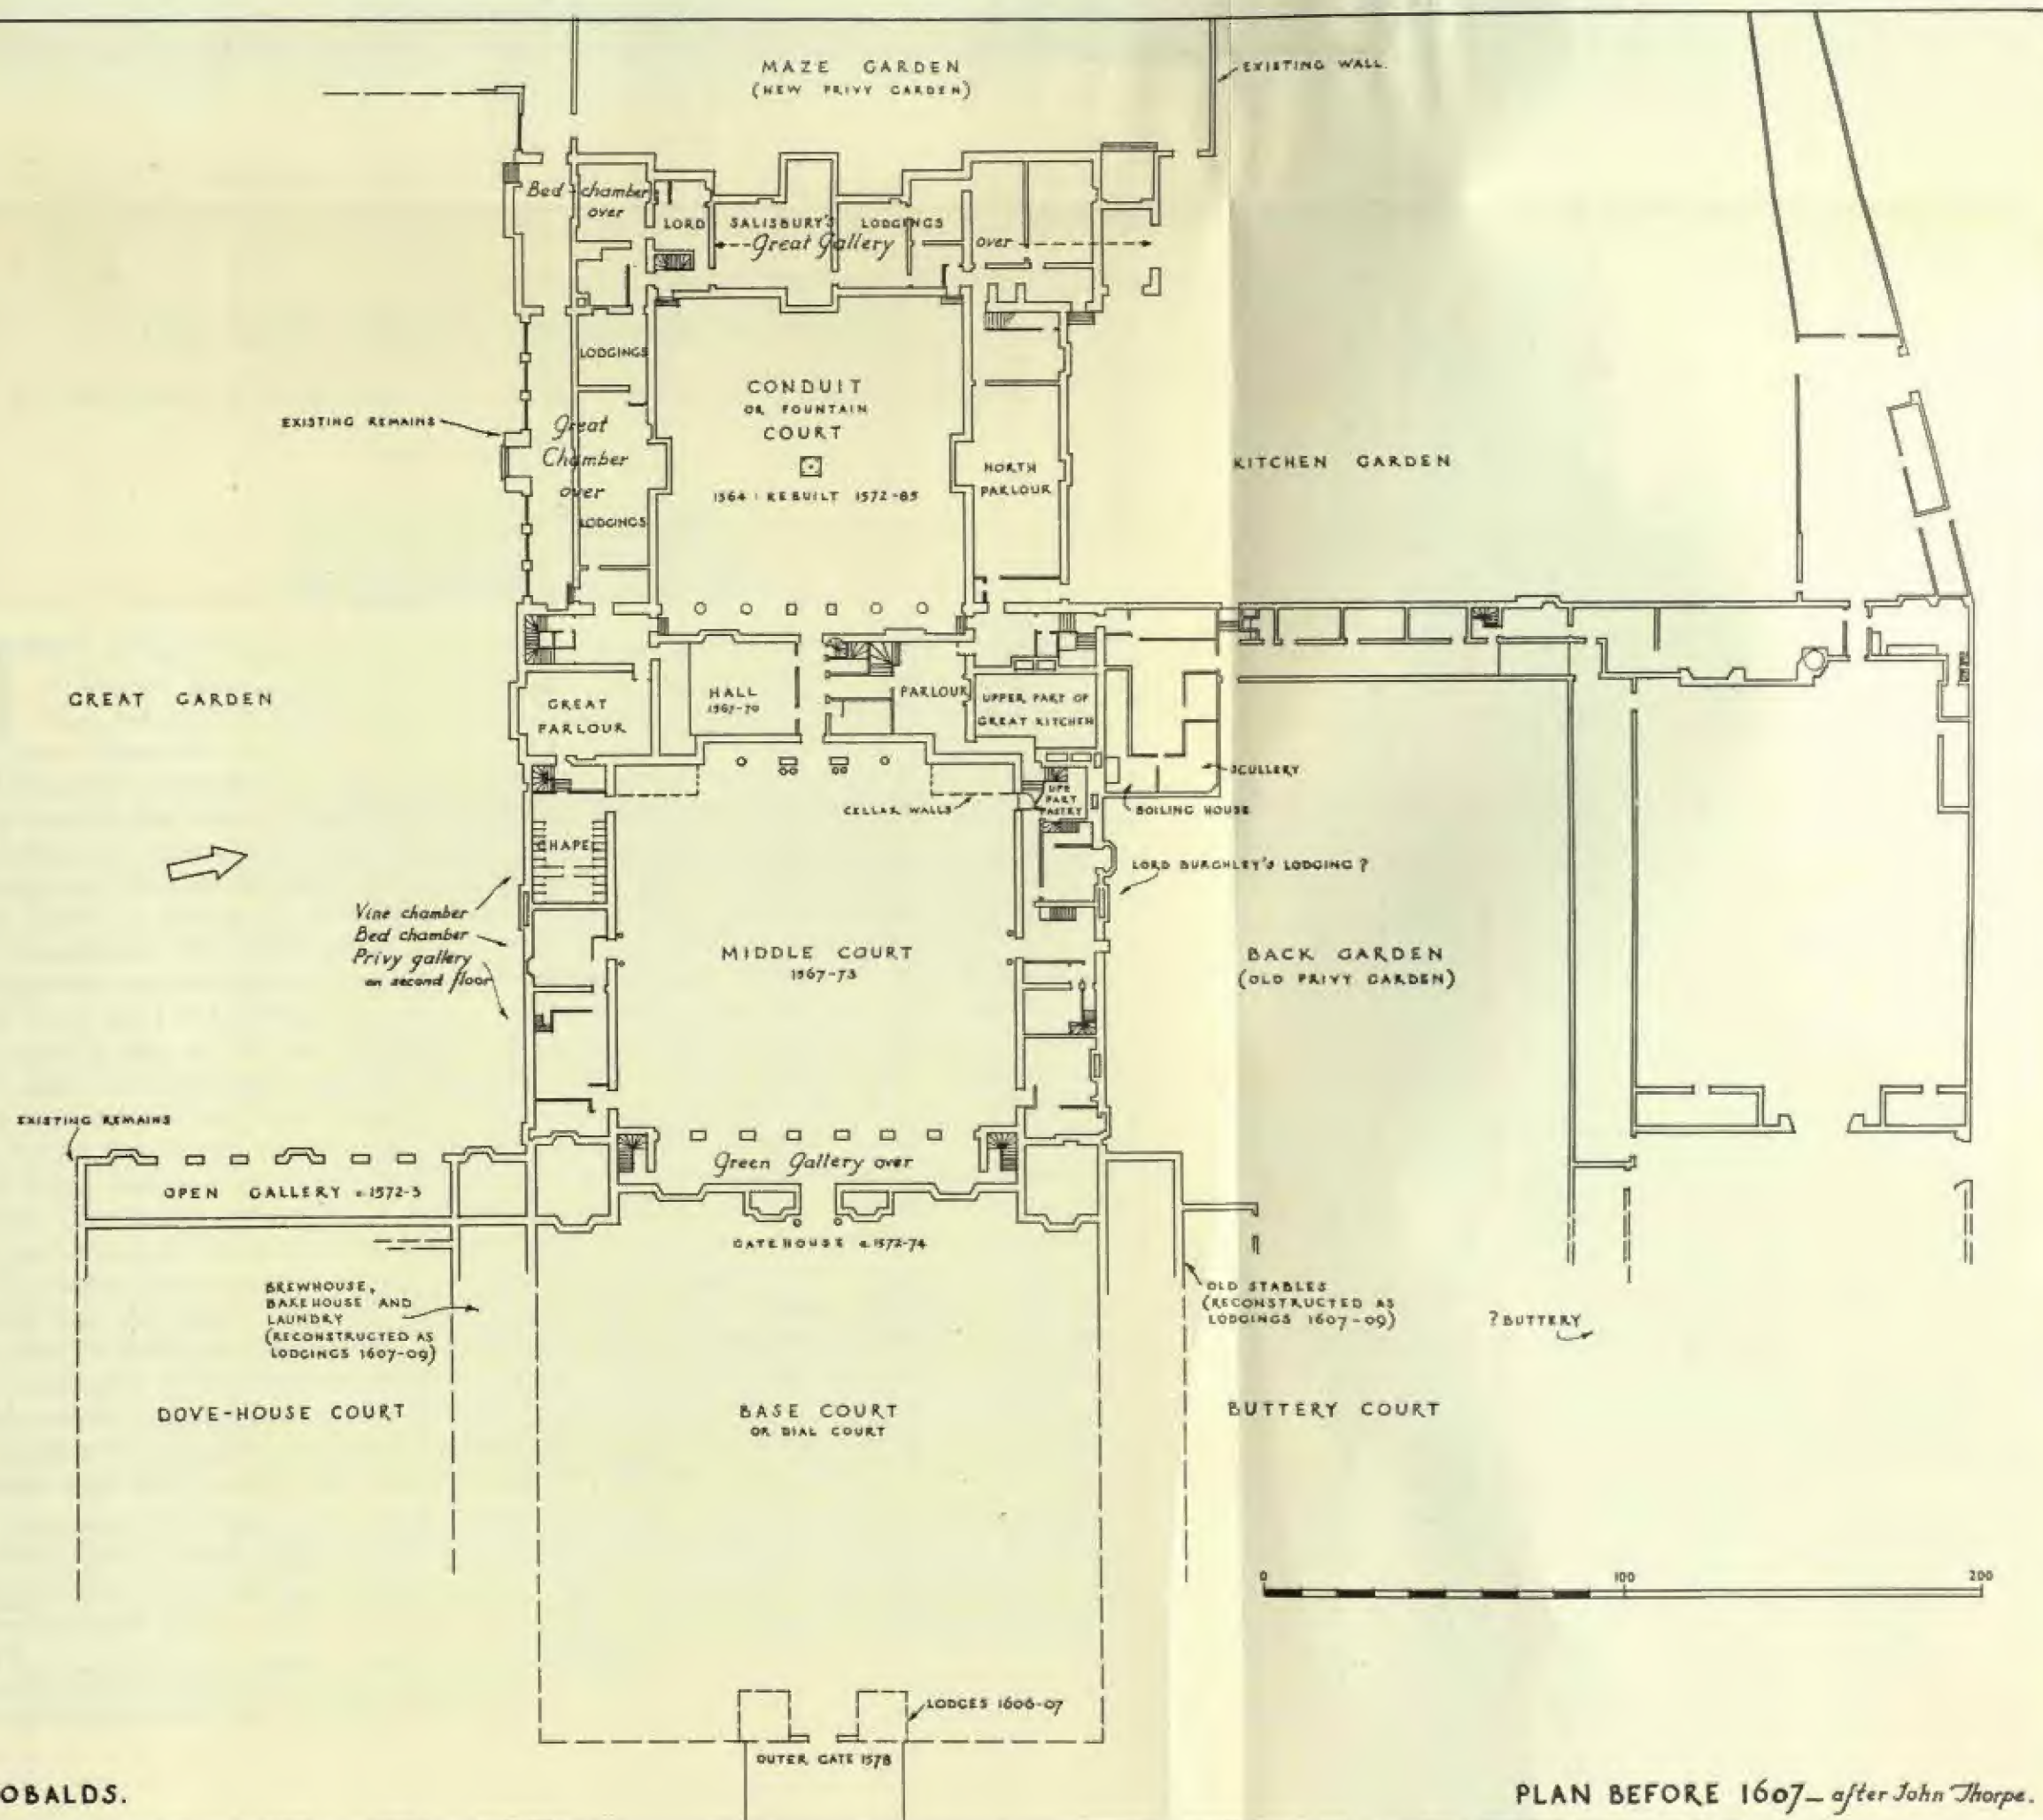 MAZE GARDEN
(NEW PRIVY GARDEN)
EXISTING WALL.
Bed-chamber
over
LORD SALISBURY'S LODGINGS
Great Gallery over
LODGINGS
CONDUIT
OR FOUNTAIN
COURT
1564 : REBUILT 1572-85
EXISTING REMAINS
Great
Chamber
over
LODGINGS
NORTH
PARLOUR
KITCHEN GARDEN
GREAT GARDEN
GREAT
PARLOUR
HALL
1567-70
PARLOUR
UPPER PART OF
GREAT KITCHEN
SCULLERY
BOILING HOUSE
CELLAR WALLS
UPR
PART
PASTRY
CHAPEL
LORD BURGHLEY'S LODGING ?
Vine chamber
Bed chamber
Privy gallery
on second floor
MIDDLE COURT
1567-73
BACK GARDEN
(OLD PRIVY GARDEN)
EXISTING REMAINS
OPEN GALLERY c.1572-3
Green Gallery over
GATEHOUSE c.1572-74
BREWHOUSE,
BAKEHOUSE AND
LAUNDRY
(RECONSTRUCTED AS
LODGINGS 1607-09)
OLD STABLES
(RECONSTRUCTED AS
LODGINGS 1607-09)
? BUTTERY
DOVE-HOUSE COURT
BASE COURT
OR DIAL COURT
BUTTERY COURT
0 100 200
LODGES 1606-07
OUTER GATE 1578
OBALDS.
PLAN BEFORE 1607 - after John Thorpe.